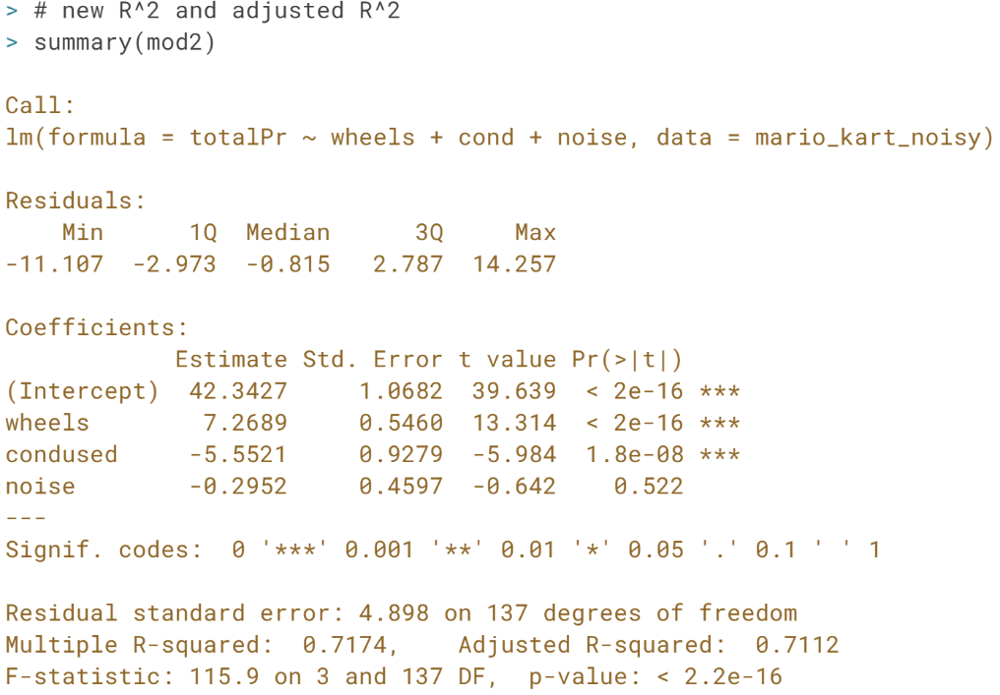 > # new R^2 and adjusted R^2
> summary(mod2)
Call:
lm(formula = totalPr ~ wheels + cond + noise, data = mario_kart_noisy)
Residuals:
    Min      1Q  Median      3Q     Max
-11.107  -2.973  -0.815   2.787  14.257
Coefficients:
            Estimate Std. Error t value Pr(>|t|)
(Intercept)  42.3427     1.0682  39.639  < 2e-16 ***
wheels        7.2689     0.5460  13.314  < 2e-16 ***
condused     -5.5521     0.9279  -5.984  1.8e-08 ***
noise        -0.2952     0.4597  -0.642    0.522
---
Signif. codes:  0 '***' 0.001 '**' 0.01 '*' 0.05 '.' 0.1 ' ' 1
Residual standard error: 4.898 on 137 degrees of freedom
Multiple R-squared:  0.7174,    Adjusted R-squared:  0.7112
F-statistic: 115.9 on 3 and 137 DF,  p-value: < 2.2e-16